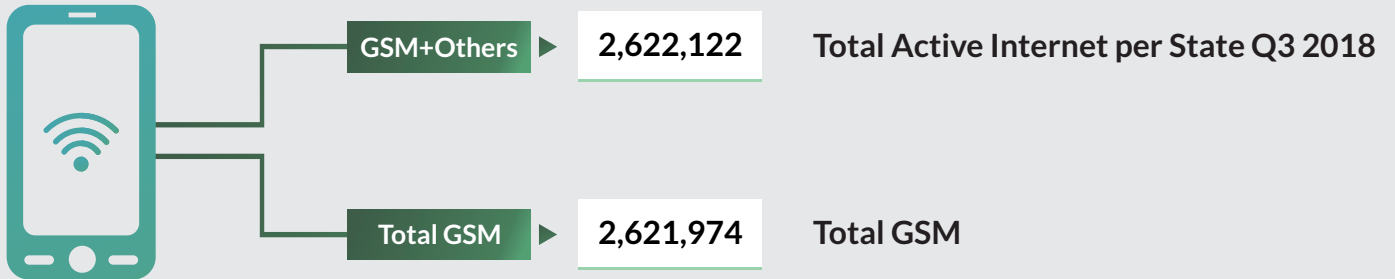 GSM+Others 2,622,122 Total Active Internet per State Q3 2018
Total GSM 2,621,974 Total GSM